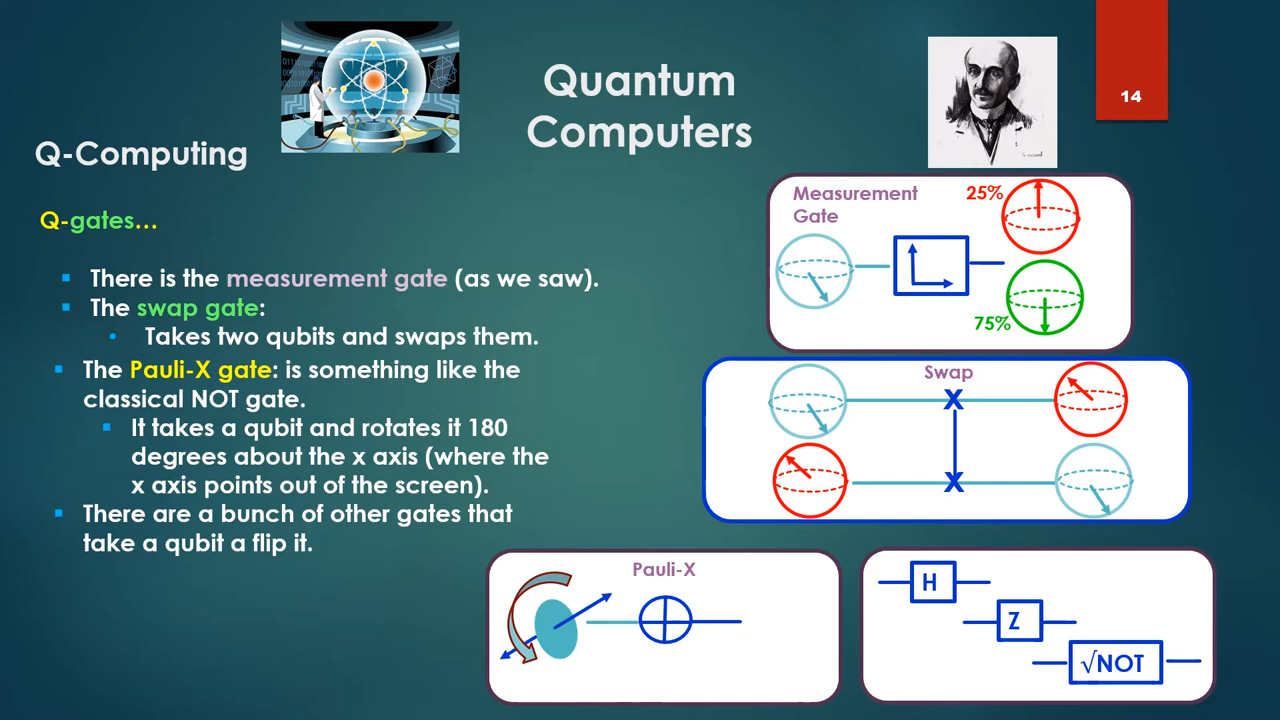 Quantum
Computers
14
Q-Computing
Q-gates...
There is the measurement gate (as we saw).
The swap gate:
Takes two qubits and swaps them.
The Pauli-X gate: is something like the
classical NOT gate.
It takes a qubit and rotates it 180
degrees about the x axis (where the
x axis points out of the screen).
There are a bunch of other gates that
take a qubit a flip it.
Measurement
Gate
25%
75%
Swap
X
X
Pauli-X
H
Z
√NOT